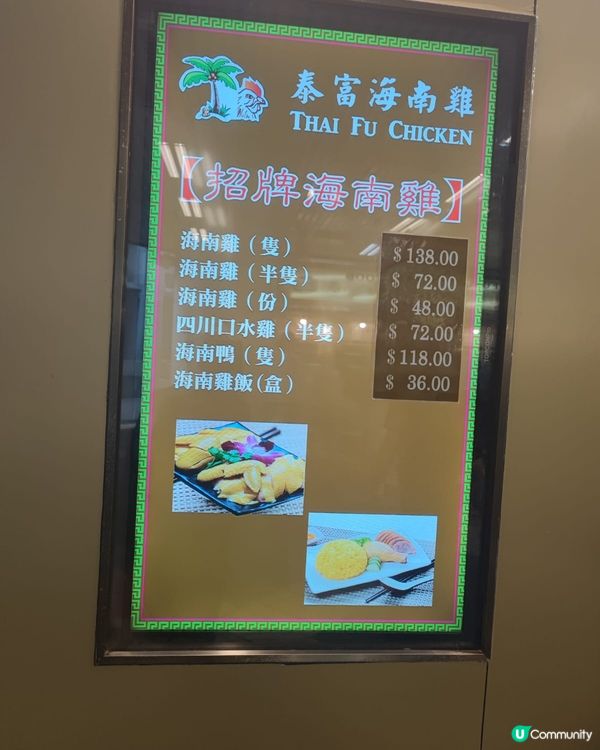 泰富海南雞
THAI FU CHICKEN
【招牌海南雞】
海南雞（隻） $138.00
海南雞（半隻） $ 72.00
海南雞（份） $ 48.00
四川口水雞（半隻） $ 72.00
海南鴨（隻） $118.00
海南雞飯(盒） $ 36.00
U Community